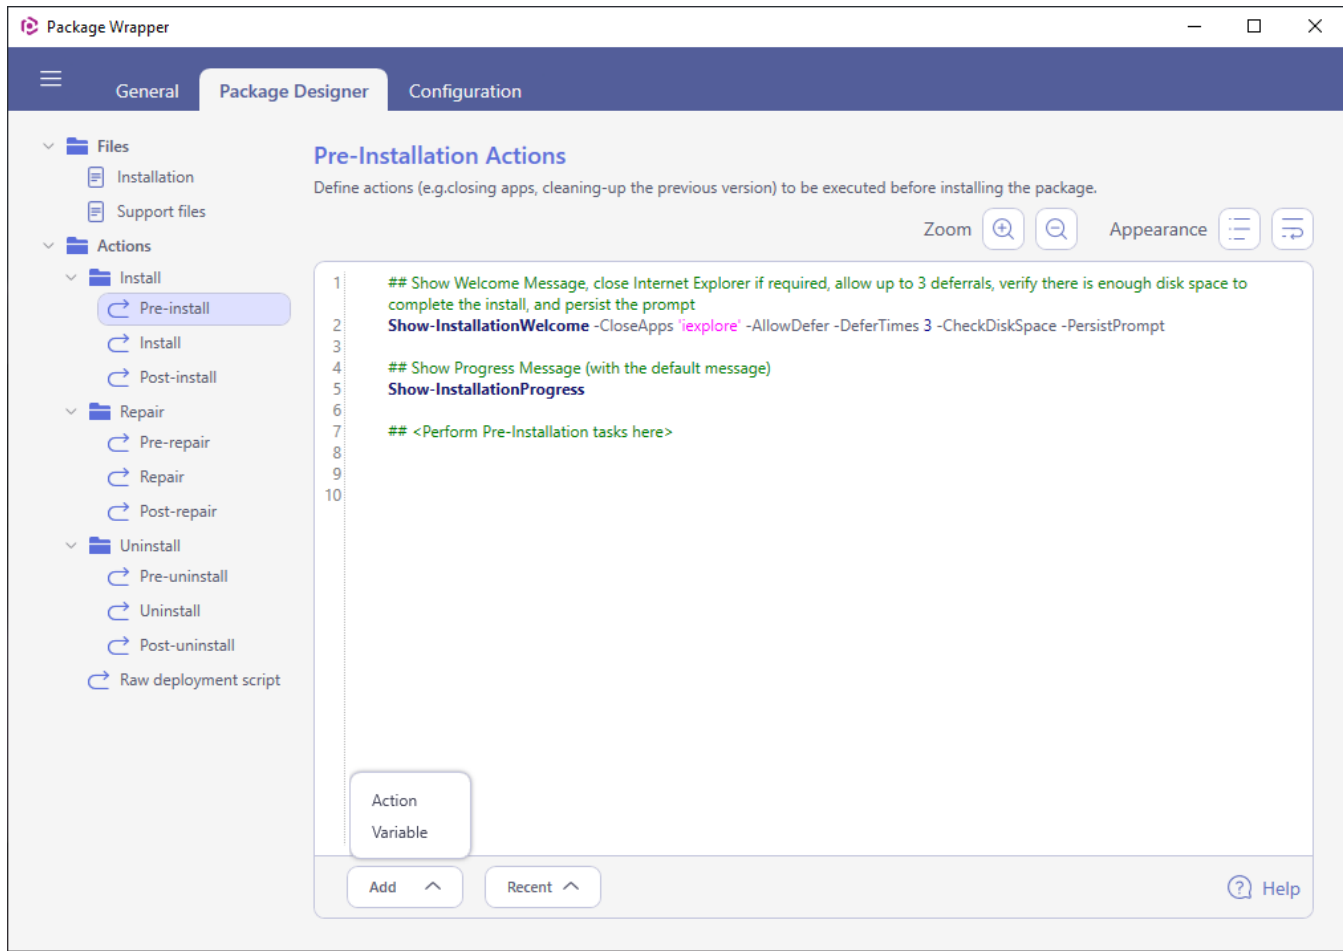 Package Wrapper
General
Package Designer
Configuration
Files
Installation
Support files
Actions
Install
Pre-install
Install
Post-install
Repair
Pre-repair
Repair
Post-repair
Uninstall
Pre-uninstall
Uninstall
Post-uninstall
Raw deployment script
Pre-Installation Actions
Define actions (e.g.closing apps, cleaning-up the previous version) to be executed before installing the package.
Zoom
Appearance
1 ## Show Welcome Message, close Internet Explorer if required, allow up to 3 deferrals, verify there is enough disk space to
complete the install, and persist the prompt
2 Show-InstallationWelcome -CloseApps 'iexplore' -AllowDefer -DeferTimes 3 -CheckDiskSpace -PersistPrompt
3
4 ## Show Progress Message (with the default message)
5 Show-InstallationProgress
6
7 ## <Perform Pre-Installation tasks here>
8
9
10
Action
Variable
Add
Recent
Help